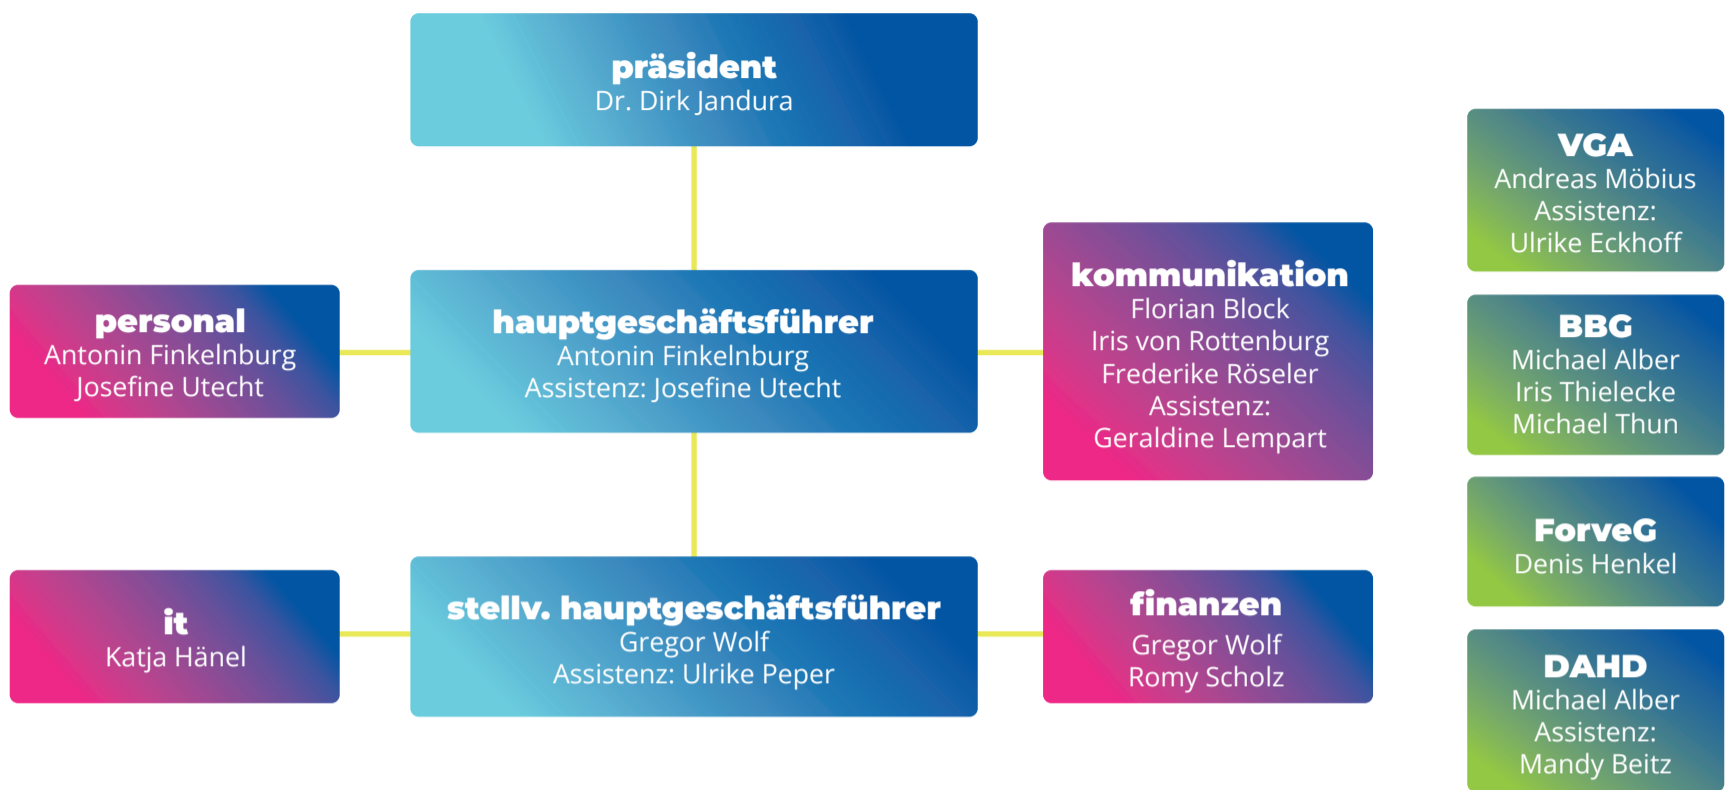 präsident
Dr. Dirk Jandura
personal
Antonin Finkelnburg
Josefine Utecht
hauptgeschäftsführer
Antonin Finkelnburg
Assistenz: Josefine Utecht
kommunikation
Florian Block
Iris von Rottenburg
Frederike Röseler
Assistenz:
Geraldine Lempart
it
Katja Hänel
stellv. hauptgeschäftsführer
Gregor Wolf
Assistenz: Ulrike Peper
finanzen
Gregor Wolf
Romy Scholz
VGA
Andreas Möbius
Assistenz:
Ulrike Eckhoff
BBG
Michael Alber
Iris Thielecke
Michael Thun
ForveG
Denis Henkel
DAHD
Michael Alber
Assistenz:
Mandy Beitz